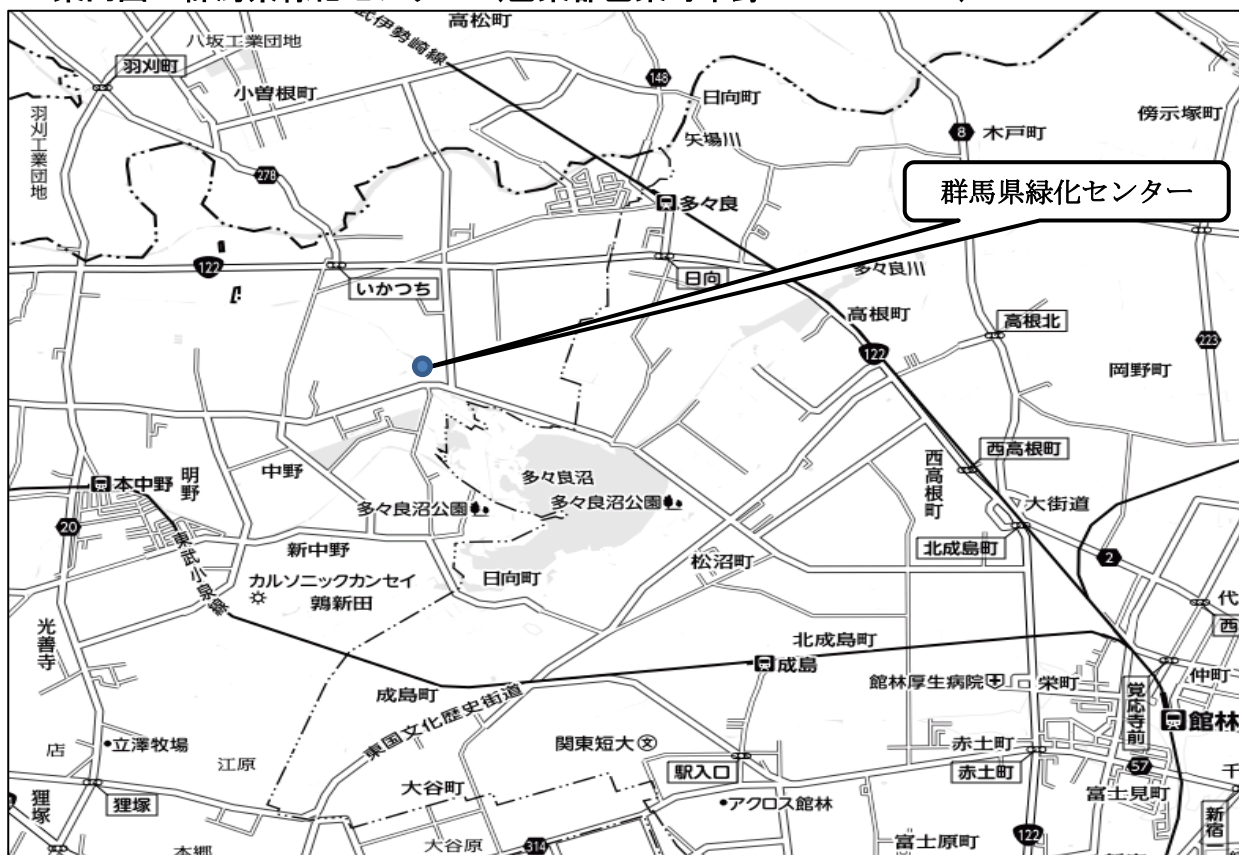 高松町
八坂工業団地
武伊勢崎線
羽刈町
148
小曽根町
日向町
傍示塚町
羽刈工業団地
矢場川
8
木戸町
278
群馬県緑化センター
多々良
122
日向
いかつち
多々良川
高根町
高根北
122
223
岡野町
西高根町
多々良沼
中野
明野
本中野
西高根町
多々良沼公園
多々良沼公園
大街道
20
北成島町
新中野
松沼町
2
東武小泉線
カルソニックカンセイ
鶉新田
日向町
代
西
光善寺
北成島町
成島
仲町
成島町
館林厚生病院
栄町
覚応寺前
東国文化歴史街道
館林
立澤牧場
店
関東短大
赤土町
江原
駅入口
赤土町
57
千
大谷町
狸塚
狸塚
アクロス館林
富士見町
新宿一
大谷原
314
富士原町
122
本郷